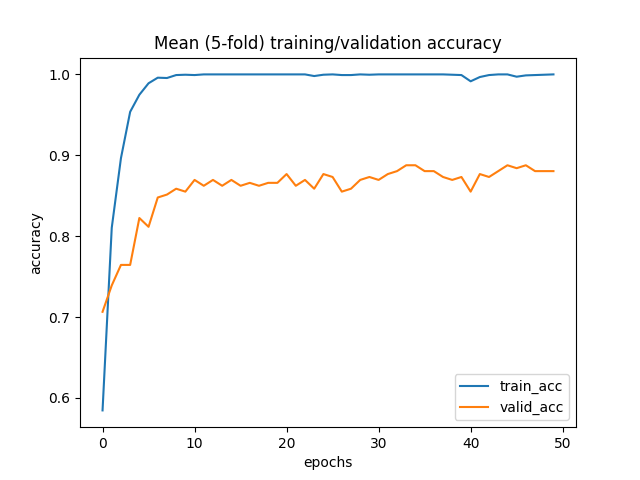 Mean (5-fold) training/validation accuracy
1.0
0.9
0.8
0.7
0.6
accuracy
0
10
20
30
40
50
epochs
train_acc
valid_acc